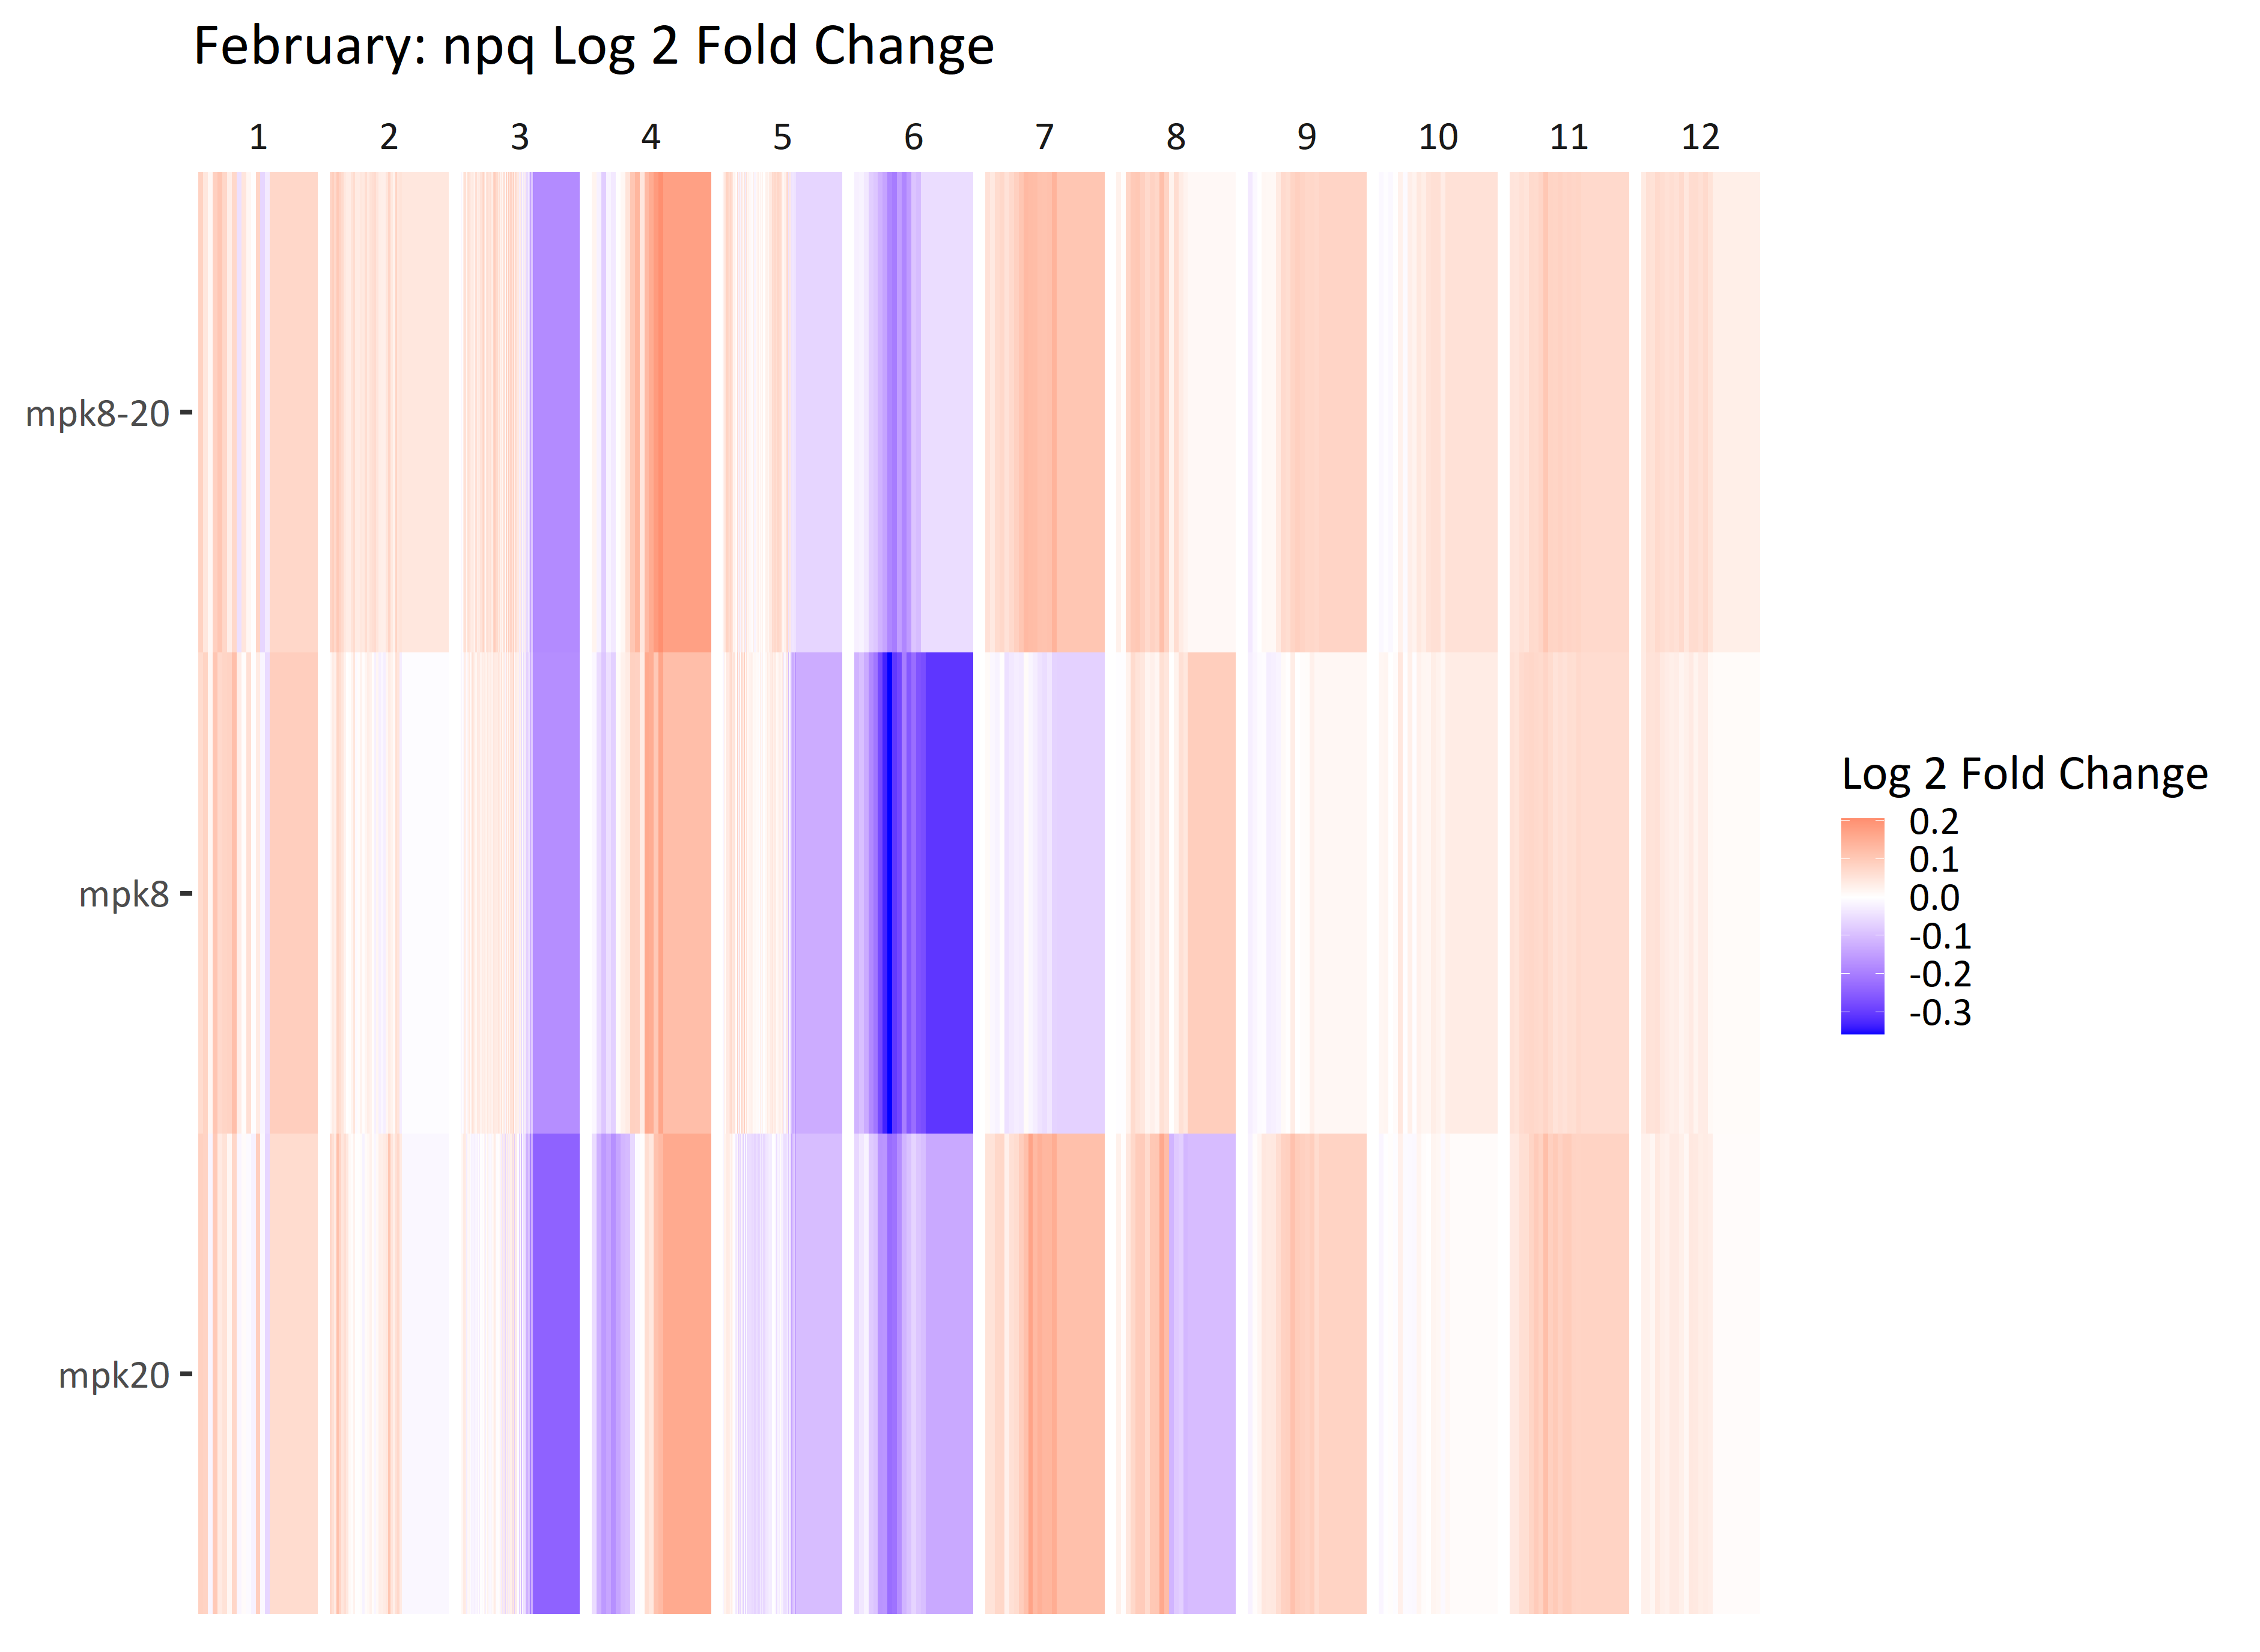 February: npq Log 2 Fold Change
1 2 3 4 5 6 7 8 9 10 11 12
mpk8-20
mpk8
mpk20
Log 2 Fold Change
0.2
0.1
0.0
-0.1
-0.2
-0.3